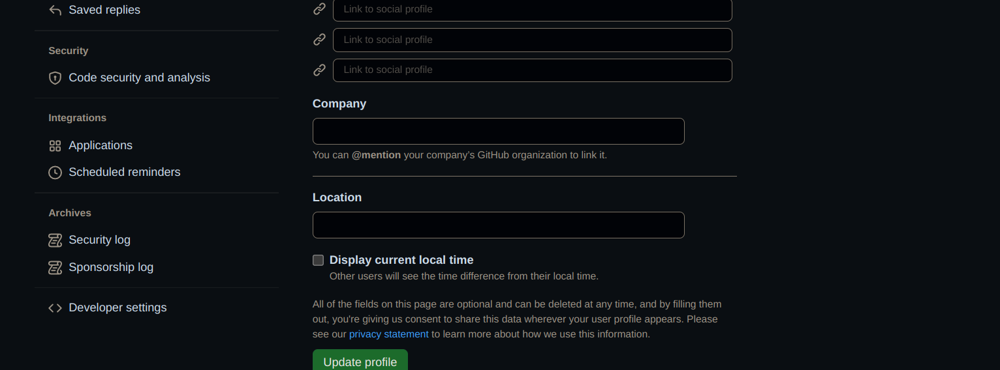 Saved replies
Security
Code security and analysis
Integrations
Applications
Scheduled reminders
Archives
Security log
Sponsorship log
Developer settings
Link to social profile
Link to social profile
Link to social profile
Company
You can @mention your company's GitHub organization to link it.
Location
Display current local time
Other users will see the time difference from their local time.
All of the fields on this page are optional and can be deleted at any time, and by filling them
out, you're giving us consent to share this data wherever your user profile appears. Please
see our privacy statement to learn more about how we use this information.
Update profile